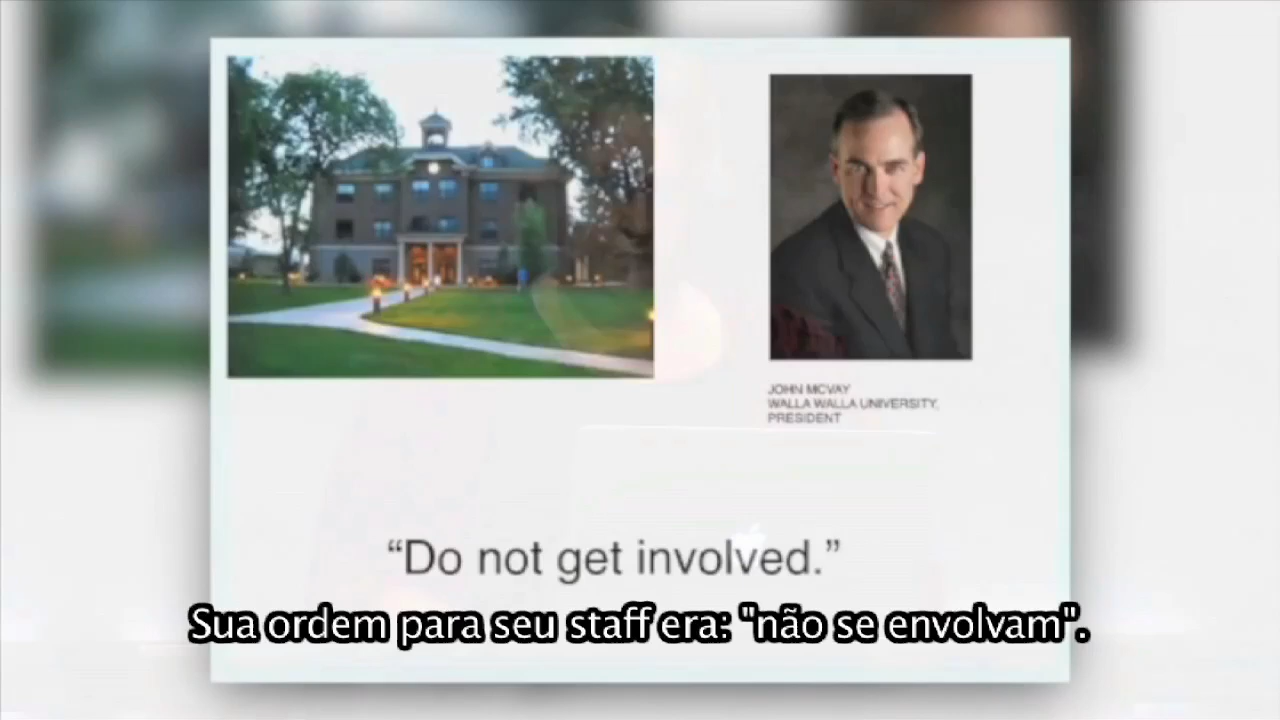 JOHN MCVAY
WALLA WALLA UNIVERSITY,
PRESIDENT
“Do not get involved.”
Sua ordem para seu staff era: "não se envolvam".